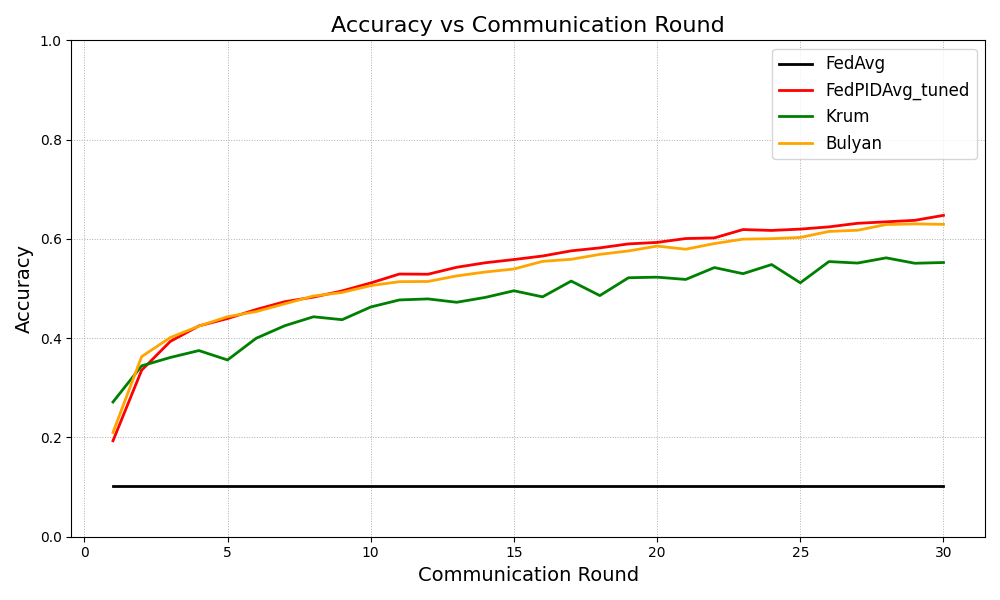 Accuracy vs Communication Round
FedAvg
FedPIDAvg_tuned
Krum
Bulyan
Accuracy
1.0
0.8
0.6
0.4
0.2
0.0
0 5 10 15 20 25 30
Communication Round